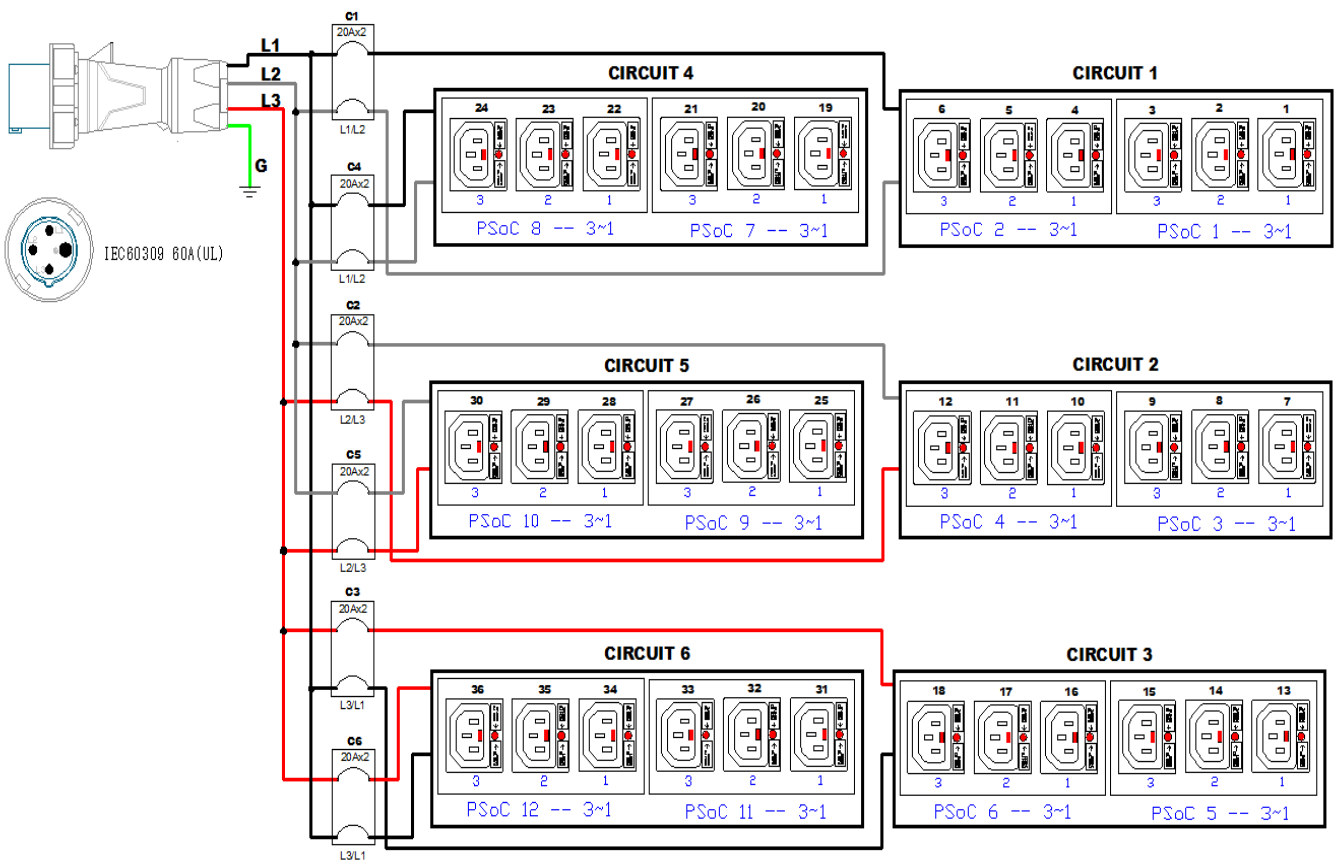 C1
20Ax2
L1
L2
L3
G
L1/L2
CIRCUIT 4
24 23 22 21 20 19
3 2 1 3 2 1
PSoC 8 -- 3~1 PSoC 7 -- 3~1
CIRCUIT 1
6 5 4 3 2 1
3 2 1 3 2 1
PSoC 2 -- 3~1 PSoC 1 -- 3~1
C4
20Ax2
L1/L2
IEC60309 60A(UL)
C2
20Ax2
L2/L3
CIRCUIT 5
30 29 28 27 26 25
3 2 1 3 2 1
PSoC 10 -- 3~1 PSoC 9 -- 3~1
CIRCUIT 2
12 11 10 9 8 7
3 2 1 3 2 1
PSoC 4 -- 3~1 PSoC 3 -- 3~1
C5
20Ax2
L2/L3
C3
20Ax2
L3/L1
CIRCUIT 6
36 35 34 33 32 31
3 2 1 3 2 1
PSoC 12 -- 3~1 PSoC 11 -- 3~1
CIRCUIT 3
18 17 16 15 14 13
3 2 1 3 2 1
PSoC 6 -- 3~1 PSoC 5 -- 3~1
C6
20Ax2
L3/L1